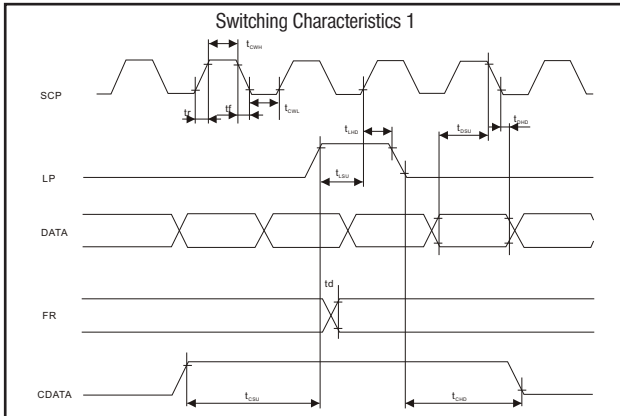 Switching Characteristics 1
tCWH
SCP
tr
tf
tCWL
tLHD
tDSU
tDHD
LP
tLSU
DATA
td
FR
CDATA
tCSU
tCHD